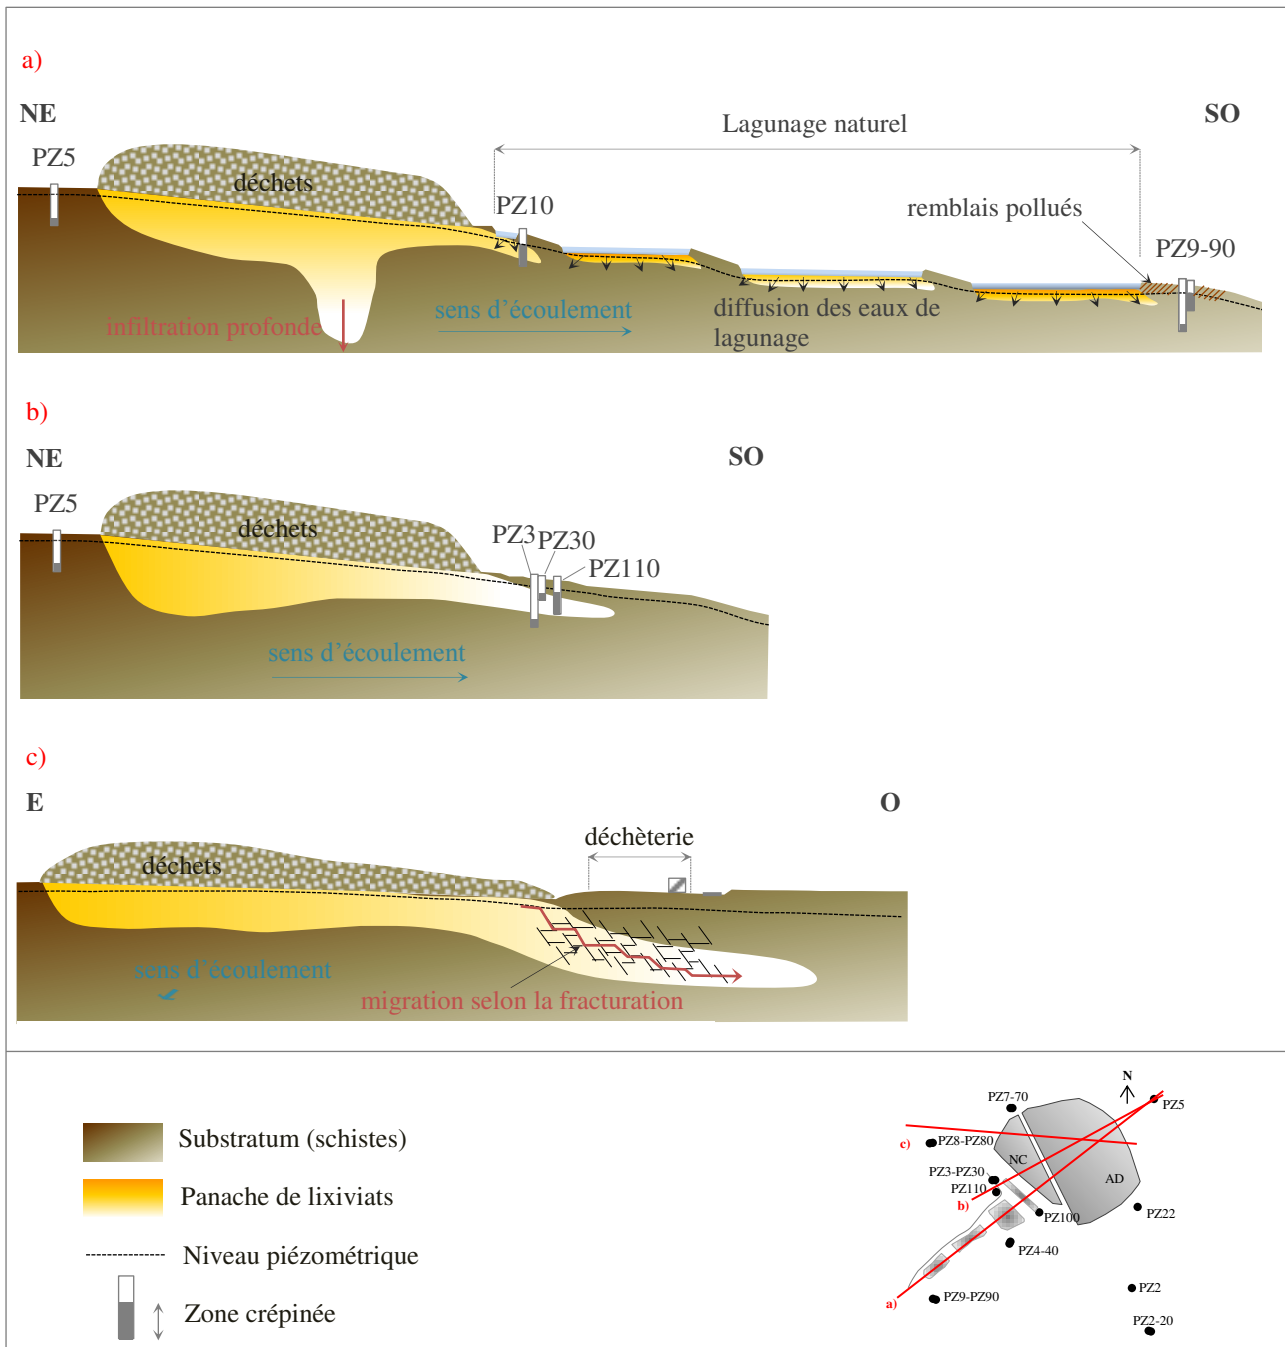 a)
NE
SO
Lagunage naturel
PZ5
déchets
PZ10
remblais pollués
PZ9-90
infiltration profonde
sens d'écoulement
diffusion des eaux de
lagunage
b)
NE
SO
PZ5
déchets
PZ3
PZ30
PZ110
sens d'écoulement
c)
E
O
déchèterie
déchets
sens d'écoulement
migration selon la fracturation
Substratum (schistes)
Panache de lixiviats
Niveau piézométrique
Zone crépinée
N
PZ7-70
PZ5
c)
PZ8-PZ80
NC
PZ3-PZ30
AD
PZ110
b)
PZ100
PZ22
PZ4-40
a)
PZ9-PZ90
PZ2
PZ2-20